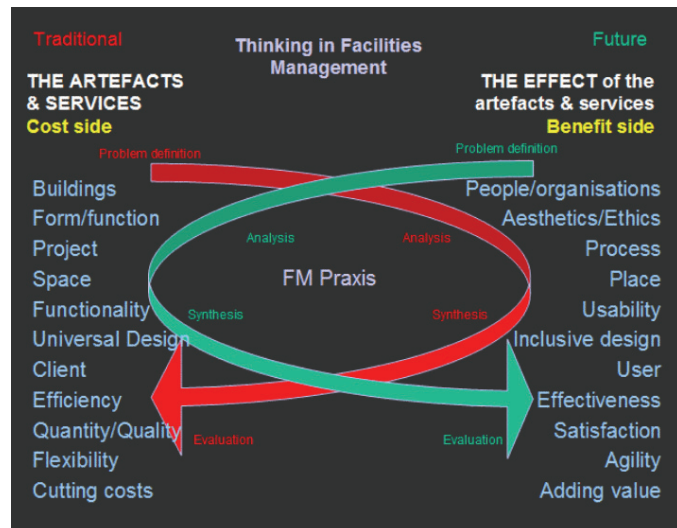 Traditional
Thinking in Facilities
Management
Future
THE ARTEFACTS
& SERVICES
Cost side
THE EFFECT of the
artefacts & services
Benefit side
Problem definition
Problem definition
Buildings
Form/function
Project
Space
Functionality
Universal Design
Client
Efficiency
Quantity/Quality
Flexibility
Cutting costs
Analysis
Analysis
FM Praxis
Synthesis
Synthesis
Evaluation
Evaluation
People/organisations
Aesthetics/Ethics
Process
Place
Usability
Inclusive design
User
Effectiveness
Satisfaction
Agility
Adding value